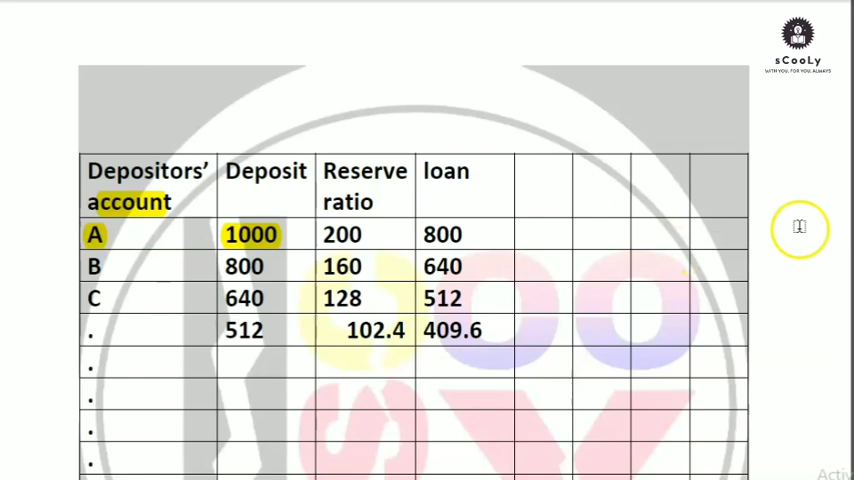 sCooLy
WITH YOU, FOR YOU, ALWAYS
Depositors’ account Deposit Reserve ratio loan
A 1000 200 800
B 800 160 640
C 640 128 512
. 512 102.4 409.6
.
.
.
.
Activ